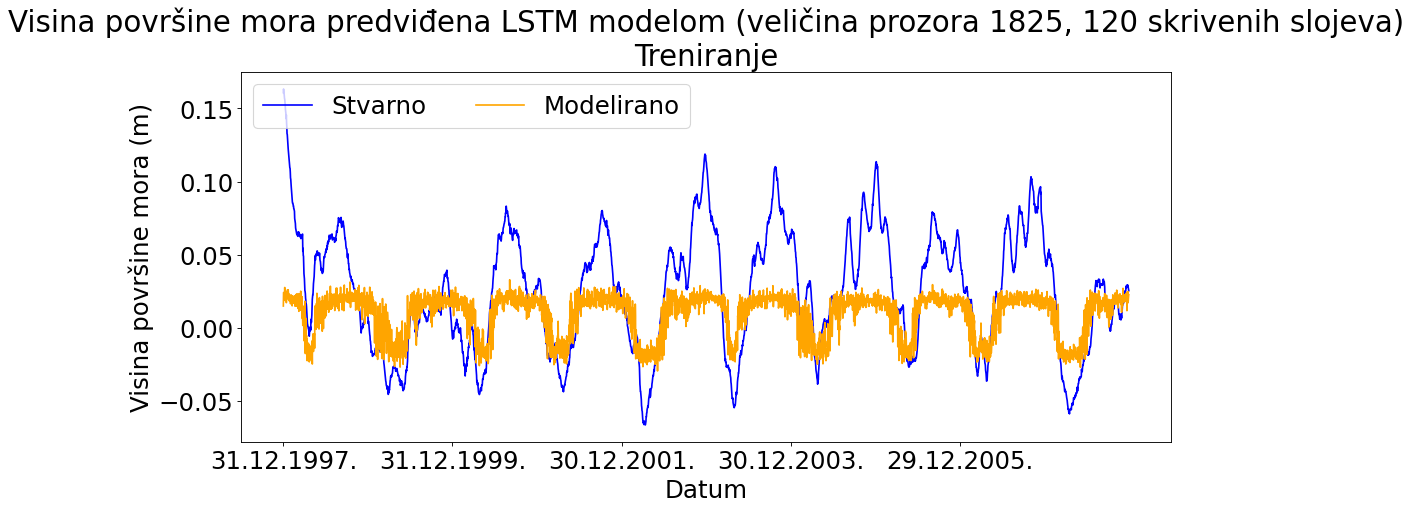 Visina površine mora predviđena LSTM modelom (veličina prozora 1825, 120 skrivenih slojeva)
Treniranje
Stvarno
Modelirano
Visina površine mora (m)
0.15
0.10
0.05
0.00
−0.05
31.12.1997.
31.12.1999.
30.12.2001.
30.12.2003.
29.12.2005.
Datum